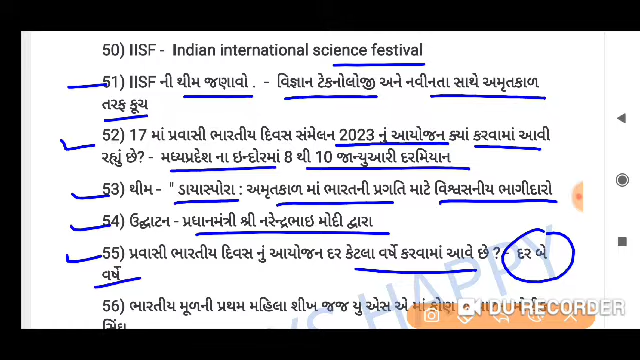 50) IISF - Indian international science festival
51) IISF ની થીમ જણાવો . - વિજ્ઞાન ટેકનોલોજી અને નવીનતા સાથે અમૃતકાળ
તરફ કૂચ
52) 17 માં પ્રવાસી ભારતીય દિવસ સંમેલન 2023 નું આયોજન ક્યાં કરવામાં આવી
રહ્યું છે? - મધ્યપ્રદેશ ના ઇન્દોરમાં 8 થી 10 જાન્યુઆરી દરમિયાન
53) થીમ - " ડાયાસ્પોરા : અમૃતકાળ માં ભારતની પ્રગતિ માટે વિશ્વસનીય ભાગીદારો
54) ઉદ્ઘાટન - પ્રધાનમંત્રી શ્રી નરેન્દ્રભાઇ મોદી દ્વારા
55) પ્રવાસી ભારતીય દિવસ નું આયોજન દર કેટલા વર્ષે કરવામાં આવે છે ? - દર બે
વર્ષે
56) ભારતીય મૂળની પ્રથમ મહિલા શીખ જજ યુ એસ એ માં કોણ
DU RECORDER
સિંઘ
S HAPPY